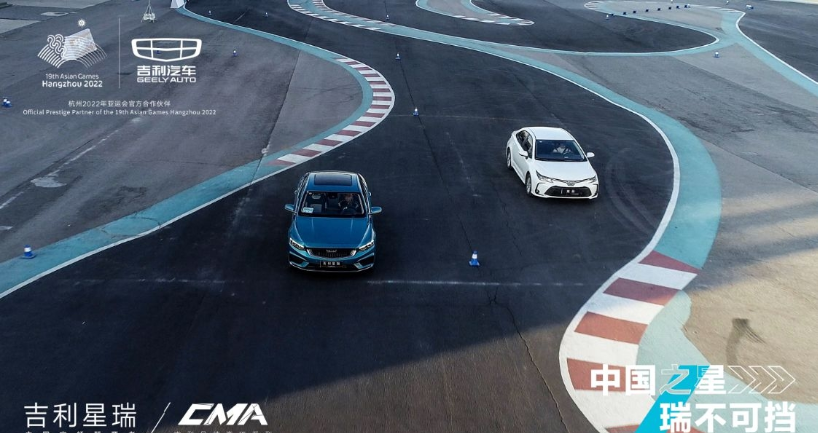 19th Asian Games
Hangzhou 2022
吉利汽车
GEELY AUTO
杭州2022年亚运会官方合作伙伴
Official Prestige Partner of the 19th Asian Games Hangzhou 2022
吉利星瑞
CMA
中国之星
瑞不可挡